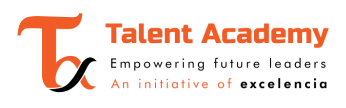 Talent Academy
Empowering future leaders
An initiative of excelencia